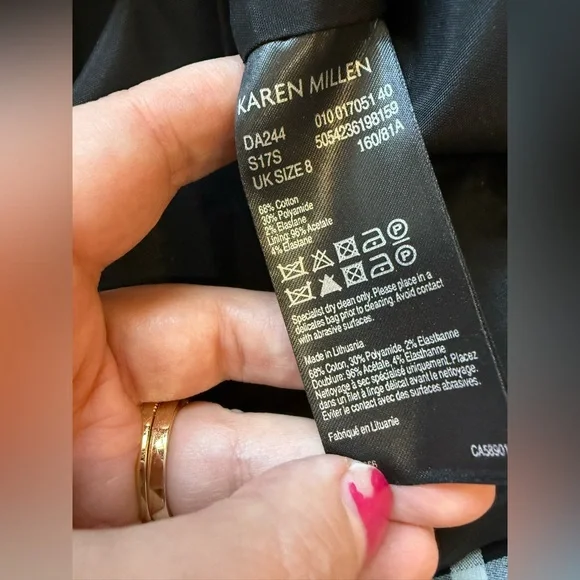 KAREN MILLEN
DA244 010 017051 40
S17S 5054236198159
UK SIZE 8 160/81A
68% Cotton
30% Polyamide
2% Elastane
Lining: 96% Acetate
4% Elastane
P
P
Specialist dry clean only. Please place in a
delicates bag prior to cleaning. Avoid contact
with abrasive surfaces.
Made in Lithuania
68% Coton, 30% Polyamide, 2% Elasthanne
Doublure: 96% Acétate, 4% Elasthanne
Nettoyage à sec spécialisé uniquement. Placez
dans un filet à linge délicat avant le nettoyage.
Eviter le contact avec des surfaces abrasives.
Fabriqué en Lituanie
CA58901